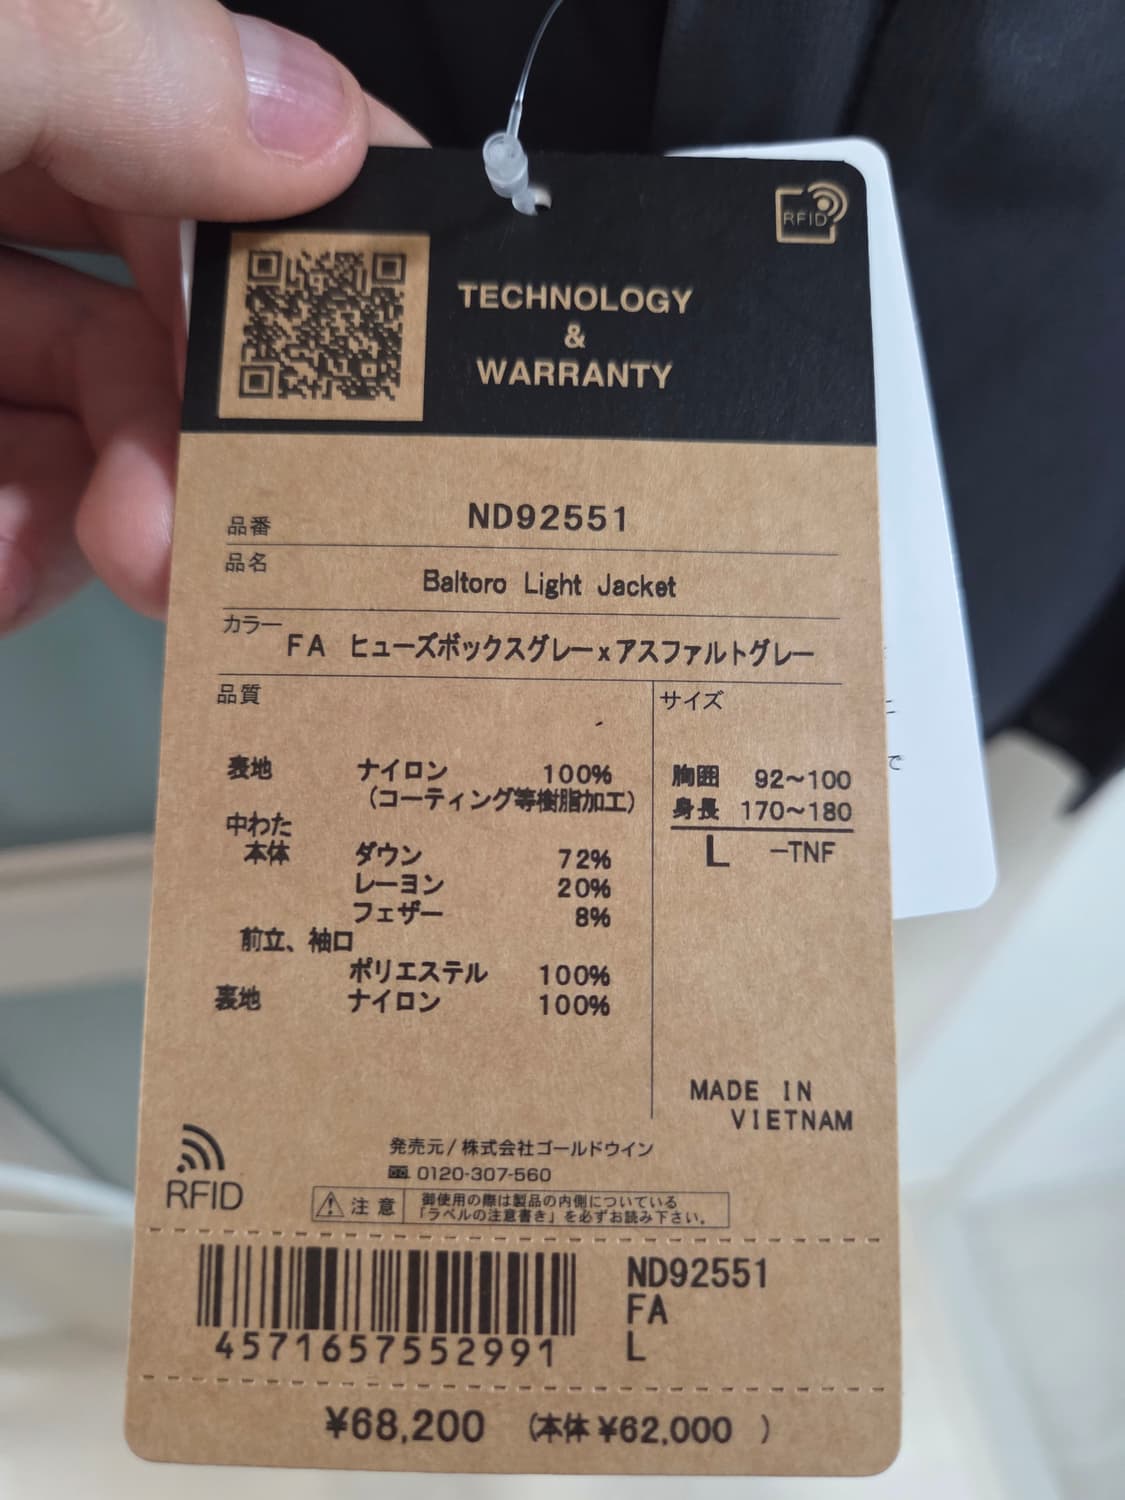 RFID
TECHNOLOGY
&
WARRANTY
品番 ND92551
品名 Baltoro Light Jacket
カラー FA ヒューズボックスグレーxアスファルトグレー
品質
表地 ナイロン 100%
(コーティング等樹脂加工)
中わた
本体 ダウン 72%
レーヨン 20%
フェザー 8%
前立、袖口
ポリエステル 100%
裏地 ナイロン 100%
サイズ
胸囲 92〜100
身長 170〜180
L -TNF
MADE IN
VIETNAM
発売元/株式会社ゴールドウイン
0120-307-560
RFID
注意 御使用の際は製品の内側についている
「ラベルの注意書き」を必ずお読み下さい。
4571657552991
ND92551
FA
L
¥68,200 (本体 ¥62,000 )
で